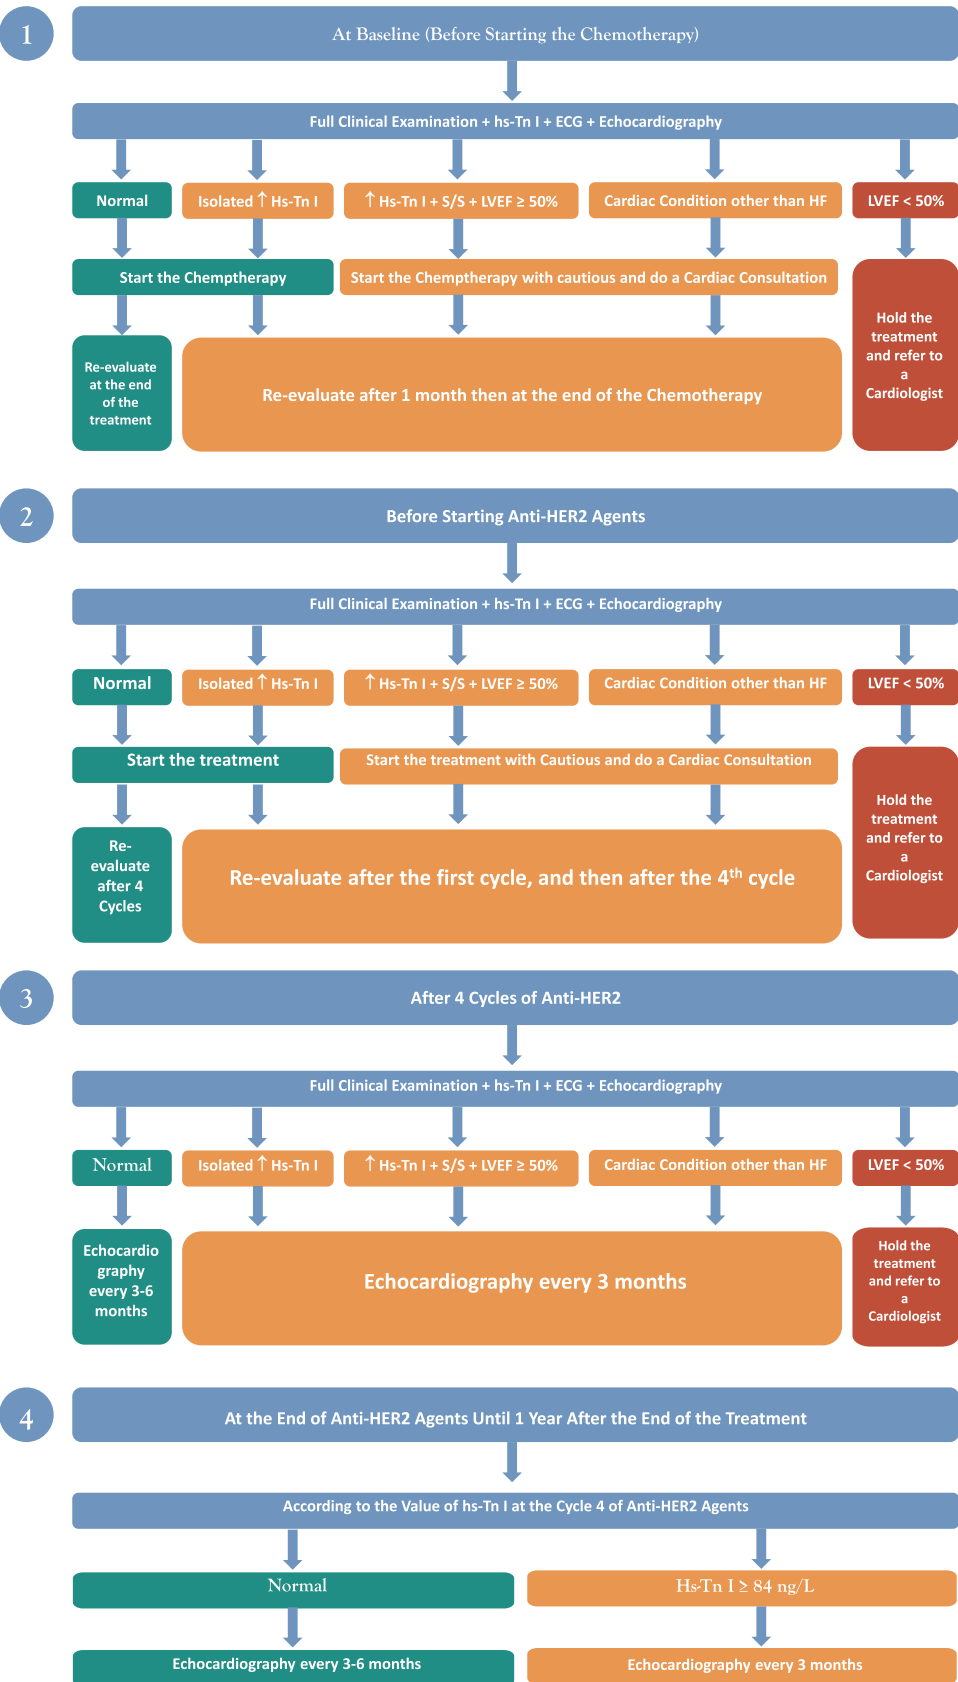 1
At Baseline (Before Starting the Chemotherapy)
Full Clinical Examination + hs-Tn I + ECG + Echocardiography
Normal
Isolated ↑ Hs-Tn I
↑ Hs-Tn I + S/S + LVEF ≥ 50%
Cardiac Condition other than HF
LVEF < 50%
Start the Chemptherapy
Start the Chemptherapy with cautious and do a Cardiac Consultation
Hold the
treatment
and refer to
a
Cardiologist
Re-evaluate
at the end
of the
treatment
Re-evaluate after 1 month then at the end of the Chemotherapy
2
Before Starting Anti-HER2 Agents
Full Clinical Examination + hs-Tn I + ECG + Echocardiography
Normal
Isolated ↑ Hs-Tn I
↑ Hs-Tn I + S/S + LVEF ≥ 50%
Cardiac Condition other than HF
LVEF < 50%
Start the treatment
Start the treatment with Cautious and do a Cardiac Consultation
Hold the
treatment
and refer to
a
Cardiologist
Re-
evaluate
after 4
Cycles
Re-evaluate after the first cycle, and then after the 4th cycle
3
After 4 Cycles of Anti-HER2
Full Clinical Examination + hs-Tn I + ECG + Echocardiography
Normal
Isolated ↑ Hs-Tn I
↑ Hs-Tn I + S/S + LVEF ≥ 50%
Cardiac Condition other than HF
LVEF < 50%
Echocardio
graphy
every 3-6
months
Echocardiography every 3 months
Hold the
treatment
and refer to
a
Cardiologist
4
At the End of Anti-HER2 Agents Until 1 Year After the End of the Treatment
According to the Value of hs-Tn I at the Cycle 4 of Anti-HER2 Agents
Normal
Hs-Tn I ≥ 84 ng/L
Echocardiography every 3-6 months
Echocardiography every 3 months